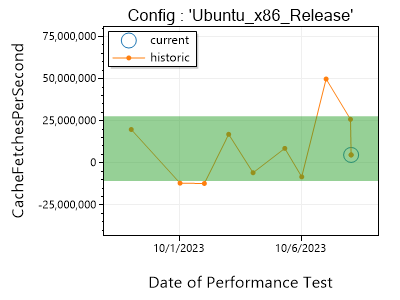 Config : 'Ubuntu_x86_Release'
current
historic
75,000,000
50,000,000
25,000,000
0
-25,000,000
CacheFetchesPerSecond
10/1/2023
10/6/2023
Date of Performance Test